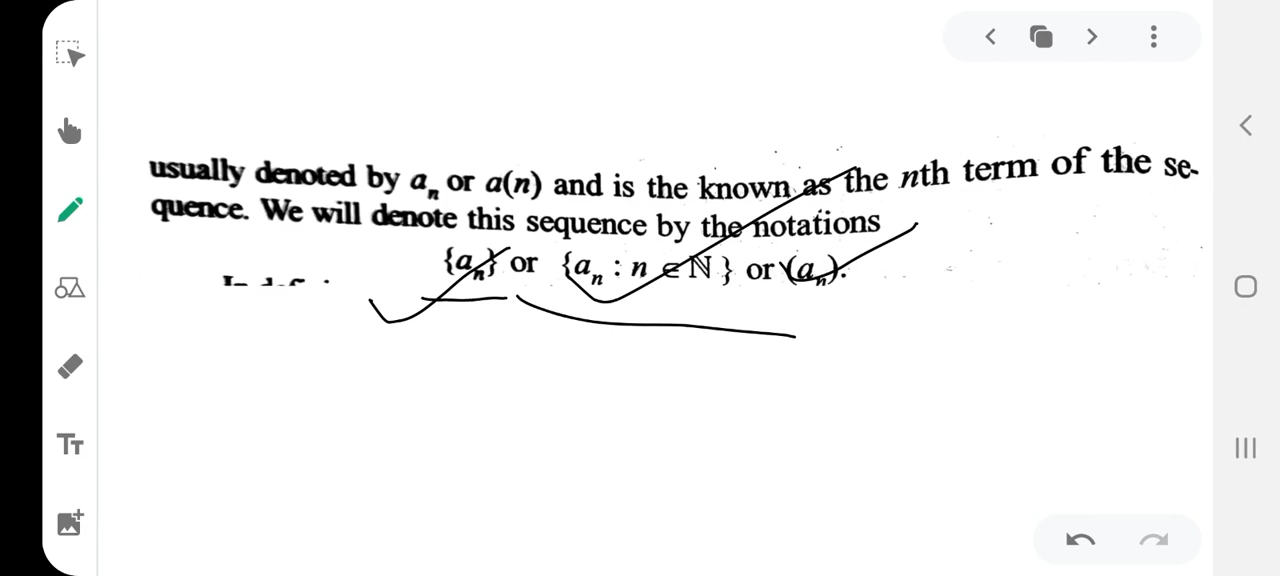 usually denoted by aₙ or a(n) and is the known as the nth term of the se-
quence. We will denote this sequence by the notations
{aₙ} or {aₙ : n ∈ ℕ } or (aₙ).
Tᴛ